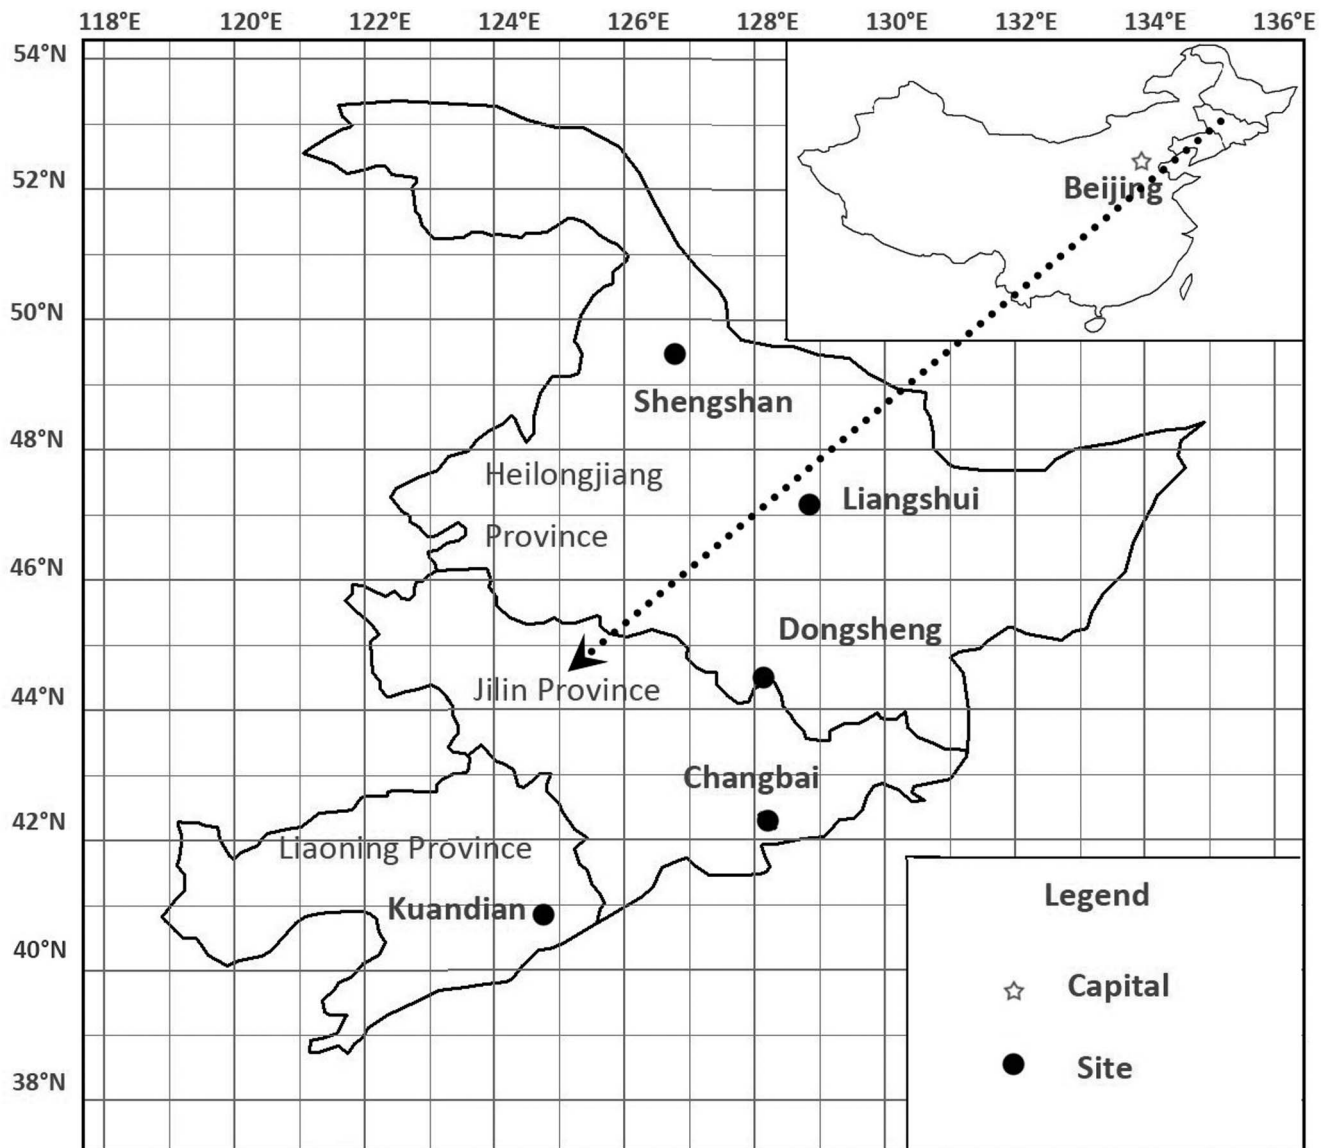 118°E 120°E 122°E 124°E 126°E 128°E 130°E 132°E 134°E 136°E
54°N
52°N
Beijing
50°N
Shengshan
48°N
Heilongjiang
Liangshui
Province
46°N
Dongsheng
Jilin Province
44°N
Changbai
42°N
Liaoning Province
Legend
Kuandian
40°N
Capital
Site
38°N